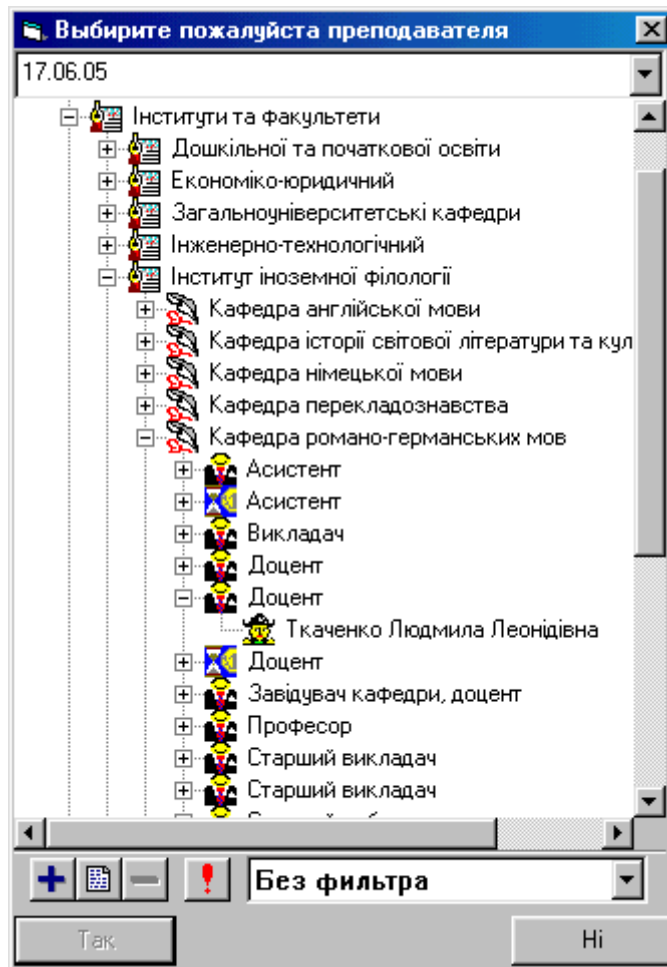 Выбирите пожалуйста преподавателя
17.06.05
Інститути та факультети
Дошкільної та початкової освіти
Економіко-юридичний
Загальноуніверситетські кафедри
Інженерно-технологічний
Інститут іноземної філології
Кафедра англійської мови
Кафедра історії світової літератури та кул
Кафедра німецької мови
Кафедра перекладознавства
Кафедра романо-германських мов
Асистент
Асистент
Викладач
Доцент
Доцент
Ткаченко Людмила Леонідівна
Доцент
Завідувач кафедри, доцент
Професор
Старший викладач
Старший викладач
Без фильтра
Так
Ні